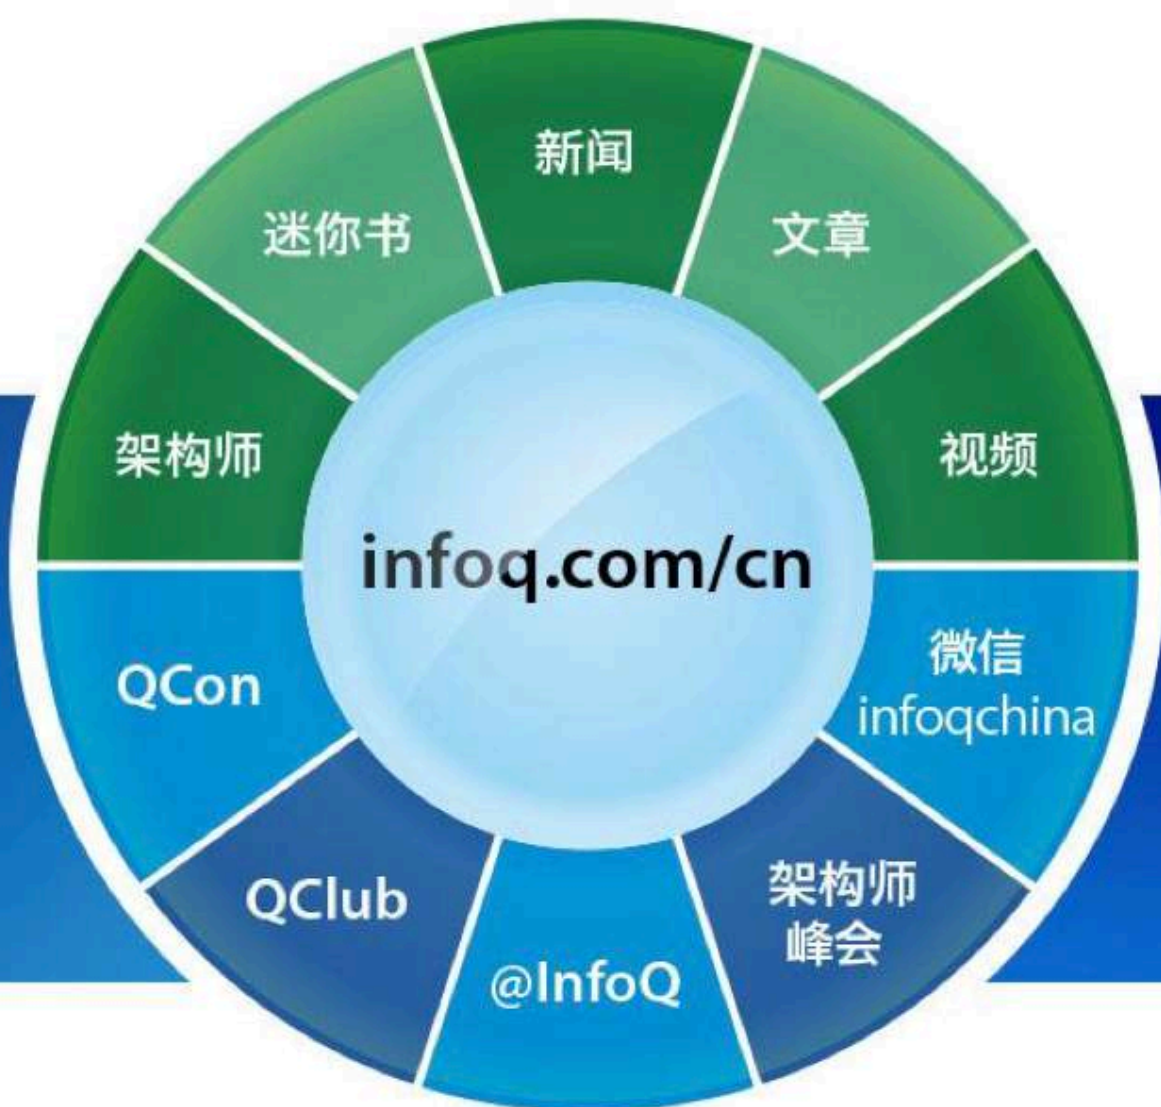 新闻
迷你书
文章
架构师
视频
infoq.com/cn
微信
infoqchina
QCon
架构师
峰会
QClub
@InfoQ